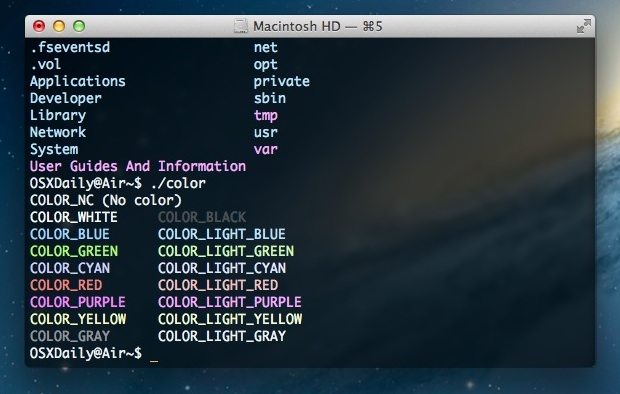 Macintosh HD — ⌘5
.fseventsd net
.vol opt
Applications private
Developer sbin
Library tmp
Network usr
System var
User Guides And Information
OSXDaily@Air~$ ./color
COLOR_NC (No color)
COLOR_WHITE COLOR_BLACK
COLOR_BLUE COLOR_LIGHT_BLUE
COLOR_GREEN COLOR_LIGHT_GREEN
COLOR_CYAN COLOR_LIGHT_CYAN
COLOR_RED COLOR_LIGHT_RED
COLOR_PURPLE COLOR_LIGHT_PURPLE
COLOR_YELLOW COLOR_LIGHT_YELLOW
COLOR_GRAY COLOR_LIGHT_GRAY
OSXDaily@Air~$ _